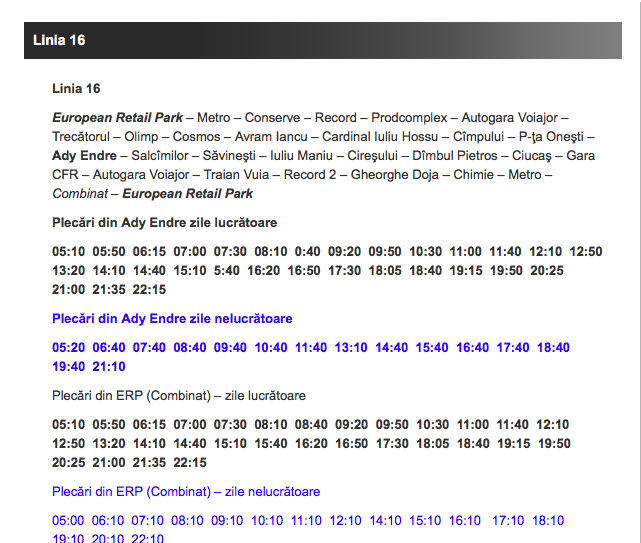 Linia 16
Linia 16
European Retail Park – Metro – Conserve – Record – Prodcomplex – Autogara Voiajor –
Trecătorul – Olimp – Cosmos – Avram Iancu – Cardinal Iuliu Hossu – Cîmpului – P-ţa Oneşti –
Ady Endre – Salcîmilor – Săvineşti – Iuliu Maniu – Cireşului – Dîmbul Pietros – Ciucaş – Gara
CFR – Autogara Voiajor – Traian Vuia – Record 2 – Gheorghe Doja – Chimie – Metro –
Combinat – European Retail Park
Plecări din Ady Endre zile lucrătoare
05:10 05:50 06:15 07:00 07:30 08:10 0:40 09:20 09:50 10:30 11:00 11:40 12:10 12:50
13:20 14:10 14:40 15:10 5:40 16:20 16:50 17:30 18:05 18:40 19:15 19:50 20:25
21:00 21:35 22:15
Plecări din Ady Endre zile nelucrătoare
05:20 06:40 07:40 08:40 09:40 10:40 11:40 13:10 14:40 15:40 16:40 17:40 18:40
19:40 21:10
Plecări din ERP (Combinat) – zile lucrătoare
05:10 05:50 06:15 07:00 07:30 08:10 08:40 09:20 09:50 10:30 11:00 11:40 12:10
12:50 13:20 14:10 14:40 15:10 15:40 16:20 16:50 17:30 18:05 18:40 19:15 19:50
20:25 21:00 21:35 22:15
Plecări din ERP (Combinat) – zile nelucrătoare
05:00 06:10 07:10 08:10 09:10 10:10 11:10 12:10 14:10 15:10 16:10 17:10 18:10
19:10 20:10 22:10